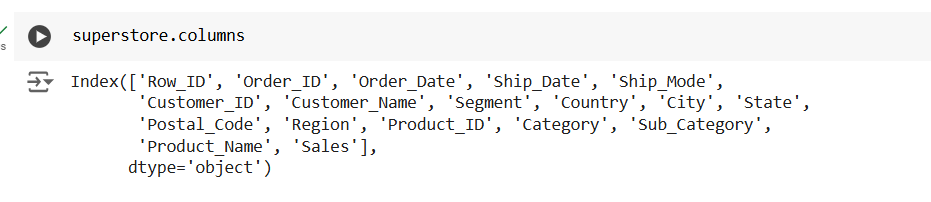 superstore.columns
s
Index(['Row_ID', 'Order_ID', 'Order_Date', 'Ship_Date', 'Ship_Mode',
'Customer_ID', 'Customer_Name', 'Segment', 'Country', 'City', 'State',
'Postal_Code', 'Region', 'Product_ID', 'Category', 'Sub_Category',
'Product_Name', 'Sales'],
dtype='object')